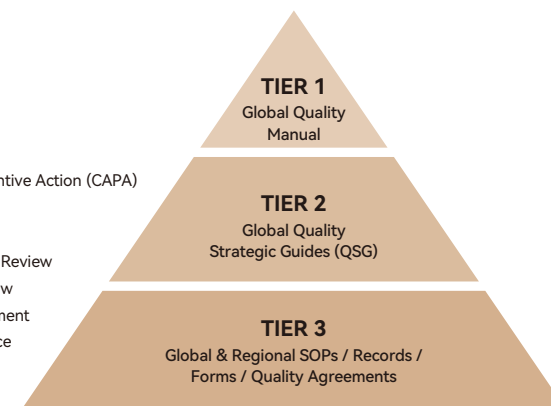 TIER 1
Global Quality
Manual
ntive Action (CAPA)
TIER 2
Global Quality
Strategic Guides (QSG)
Review
w
ment
ce
TIER 3
Global & Regional SOPs / Records /
Forms / Quality Agreements